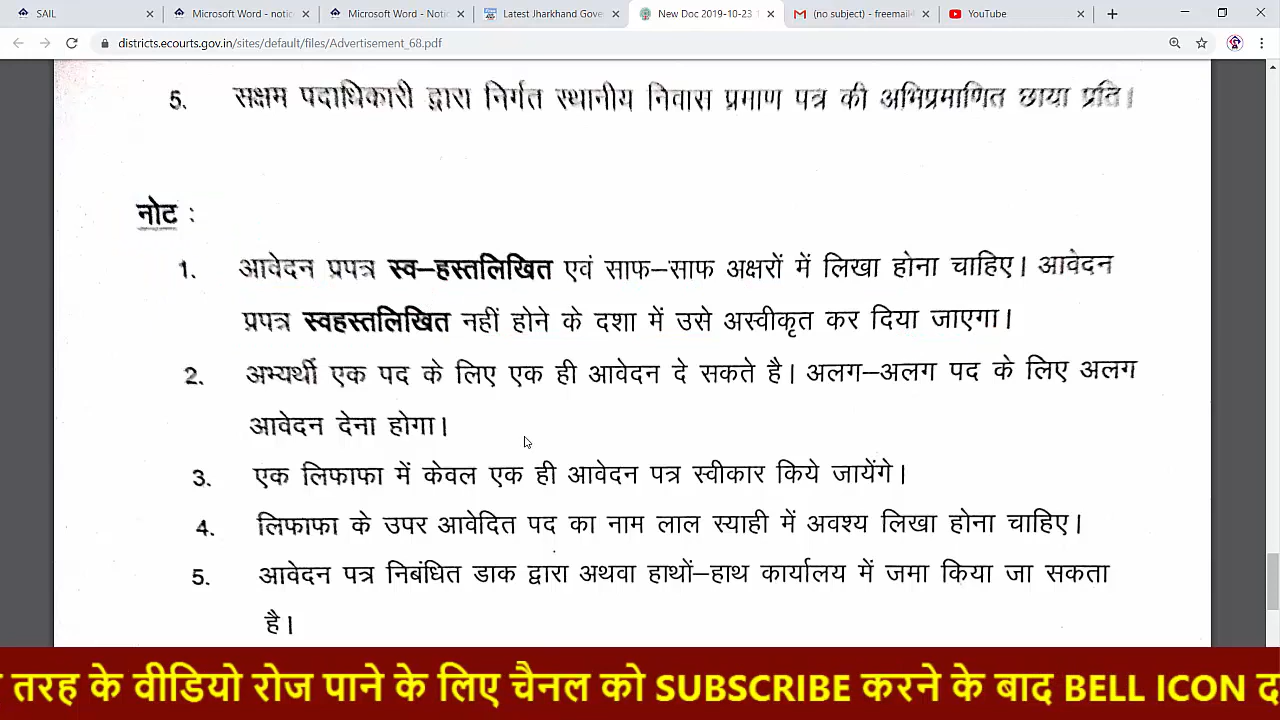 SAIL
Microsoft Word - notic
Microsoft Word - Notic
Latest Jharkhand Gove
New Doc 2019-10-23 1
(no subject) - freemail
YouTube
districts.ecourts.gov.in/sites/default/files/Advertisement_68.pdf
5. सक्षम पदाधिकारी द्वारा निर्गत स्थानीय निवास प्रमाण पत्र की अभिप्रमाणित छाया प्रति।
नोट :
1. आवेदन प्रपत्र स्व–हस्तलिखित एवं साफ–साफ अक्षरों में लिखा होना चाहिए। आवेदन
प्रपत्र स्वहस्तलिखित नहीं होने के दशा में उसे अस्वीकृत कर दिया जाएगा।
2. अभ्यर्थी एक पद के लिए एक ही आवेदन दे सकते है। अलग–अलग पद के लिए अलग
आवेदन देना होगा।
3. एक लिफाफा में केवल एक ही आवेदन पत्र स्वीकार किये जायेंगे।
4. लिफाफा के उपर आवेदित पद का नाम लाल स्याही में अवश्य लिखा होना चाहिए।
5. आवेदन पत्र निबंधित डाक द्वारा अथवा हाथों–हाथ कार्यालय में जमा किया जा सकता
है।
तरह के वीडियो रोज पाने के लिए चैनल को SUBSCRIBE करने के बाद BELL ICON द